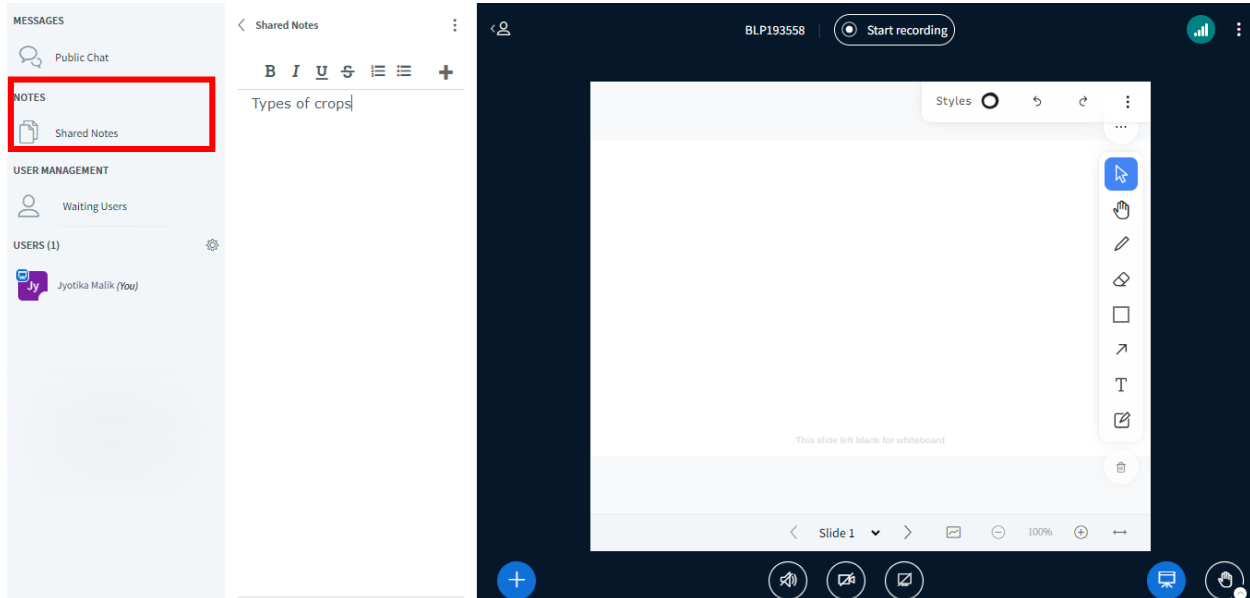 MESSAGES
Public Chat
NOTES
Shared Notes
USER MANAGEMENT
Waiting Users
USERS (1)
Jy
Jyotika Malik (You)
Shared Notes
B I U S
Types of crops
BLP193558
Start recording
Styles
T
This slide left blank for whiteboard
Slide 1
100%